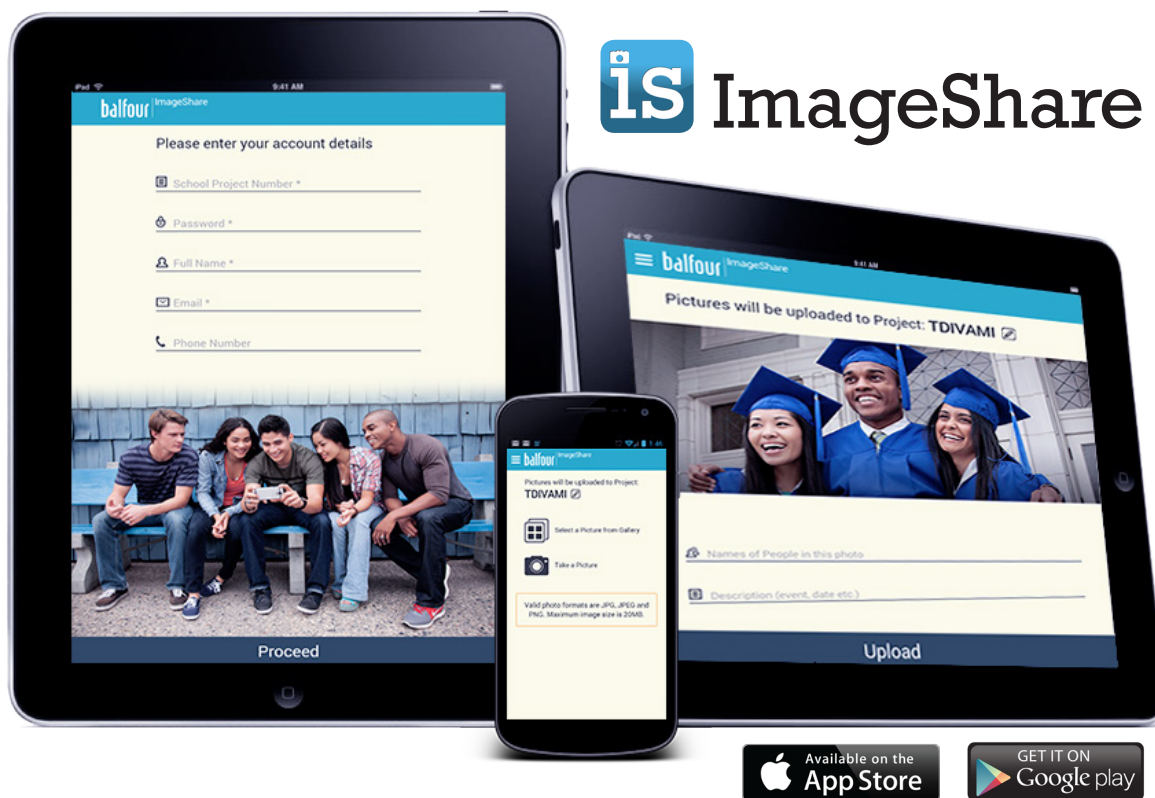 is ImageShare
iPad 9:41 AM
balfour ImageShare
Please enter your account details
School Project Number *
Password *
Full Name *
Email *
Phone Number
Proceed
1:46
balfour ImageShare
Pictures will be uploaded to Project:
TDIVAMI
Select a Picture from Gallery
Take a Picture
Valid photo formats are JPG, JPEG and
PNG. Maximum image size is 20MB.
iPad 9:41 AM
balfour ImageShare
Pictures will be uploaded to Project: TDIVAMI
Names of People in this photo
Description (event, date etc.)
Upload
Available on the
App Store
GET IT ON
Google play